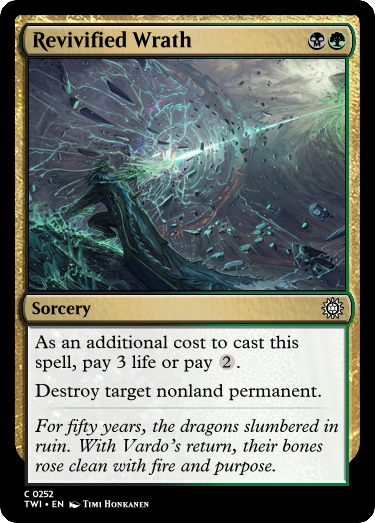 Revivified Wrath
Sorcery
As an additional cost to cast this
spell, pay 3 life or pay 2.
Destroy target nonland permanent.
For fifty years, the dragons slumbered in
ruin. With Vardo's return, their bones
rose clean with fire and purpose.
C 0252
TWI • EN Timi Honkanen